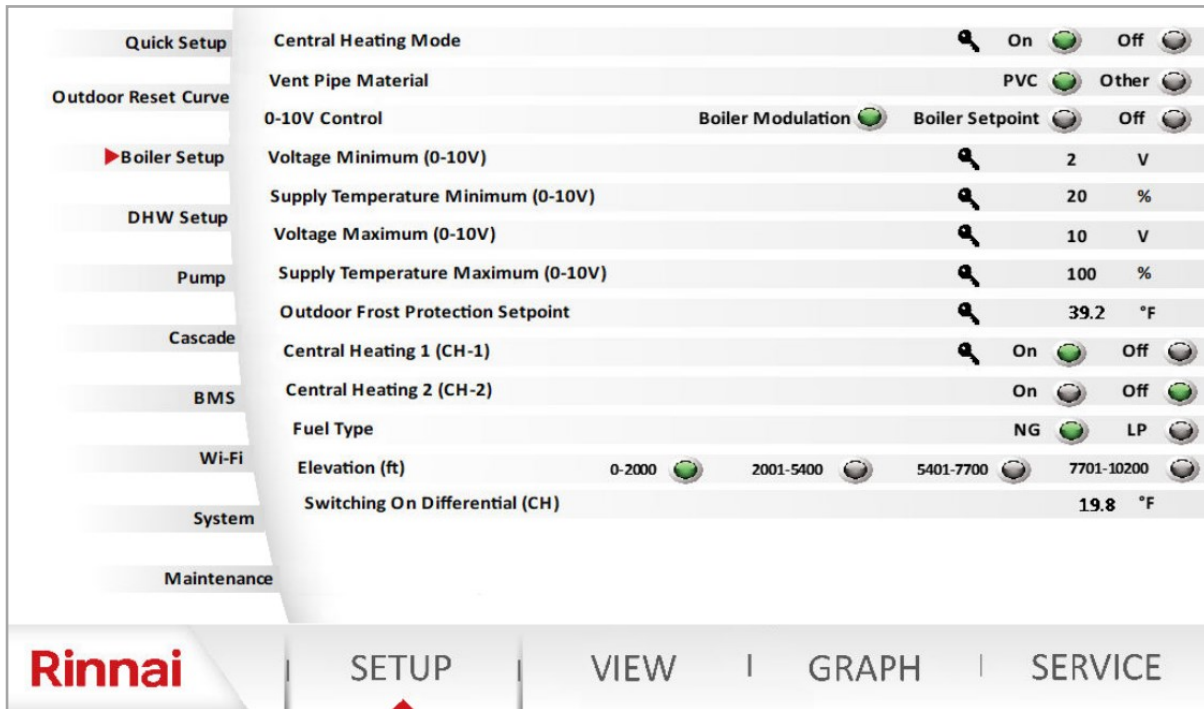 Quick Setup
Outdoor Reset Curve
Boiler Setup
DHW Setup
Pump
Cascade
BMS
Wi-Fi
System
Maintenance
Central Heating Mode On Off
Vent Pipe Material PVC Other
0-10V Control Boiler Modulation Boiler Setpoint Off
Voltage Minimum (0-10V) 2 V
Supply Temperature Minimum (0-10V) 20 %
Voltage Maximum (0-10V) 10 V
Supply Temperature Maximum (0-10V) 100 %
Outdoor Frost Protection Setpoint 39.2 °F
Central Heating 1 (CH-1) On Off
Central Heating 2 (CH-2) On Off
Fuel Type NG LP
Elevation (ft) 0-2000 2001-5400 5401-7700 7701-10200
Switching On Differential (CH) 19.8 °F
Rinnai SETUP VIEW GRAPH SERVICE